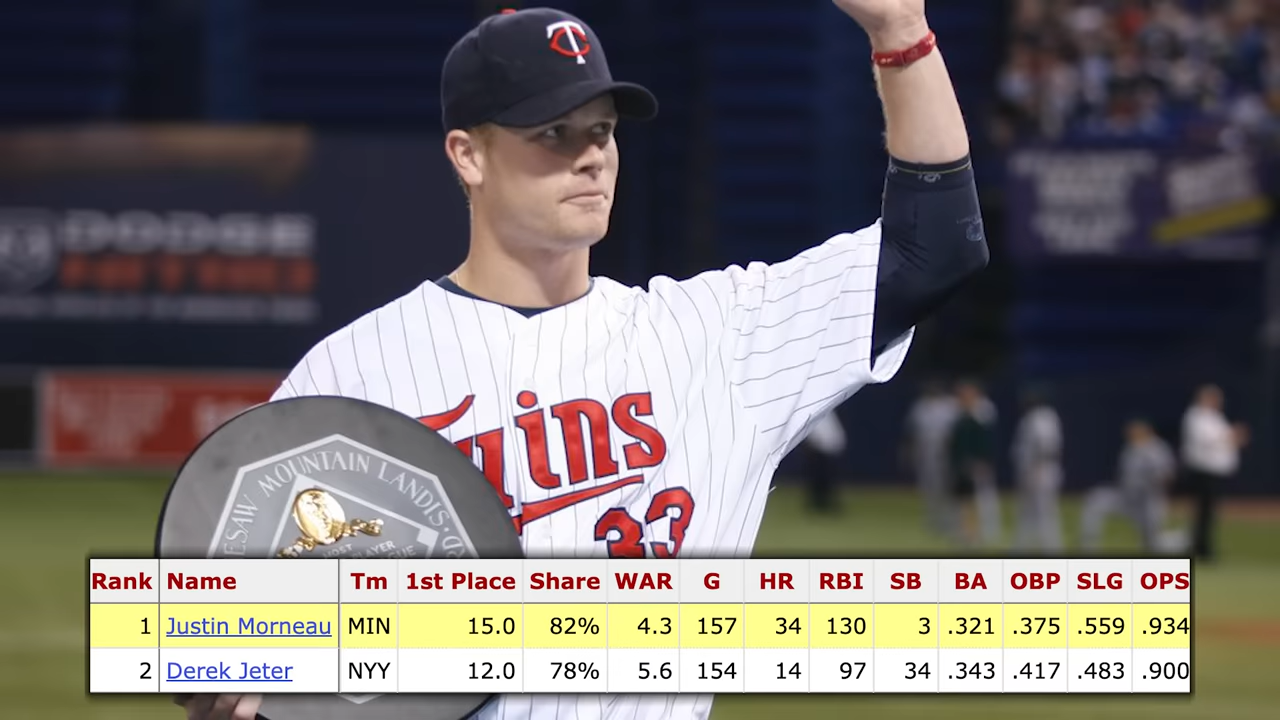 TC
DODGE
Twins
33
ESAW MOUNTAIN LANDIS
Rank Name Tm 1st Place Share WAR G HR RBI SB BA OBP SLG OPS
1 Justin Morneau MIN 15.0 82% 4.3 157 34 130 3 .321 .375 .559 .934
2 Derek Jeter NYY 12.0 78% 5.6 154 14 97 34 .343 .417 .483 .900